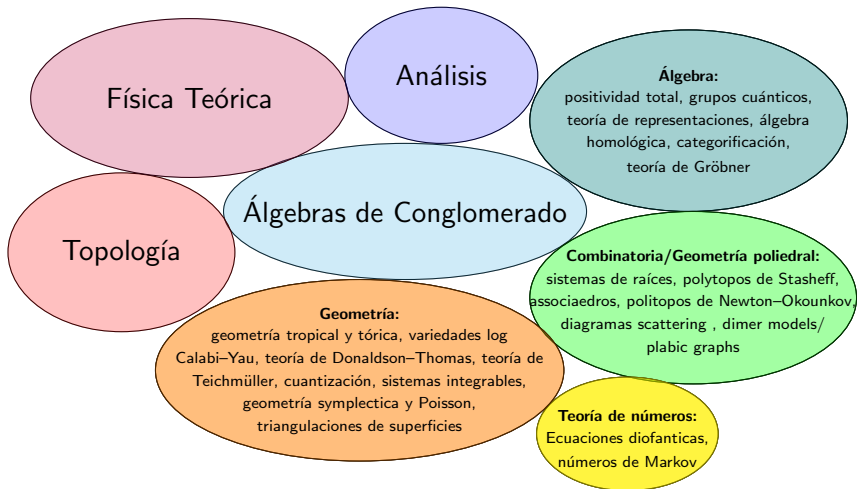 Física Teórica
Análisis
Álgebra:
positividad total, grupos cuánticos,
teoría de representaciones, álgebra
homológica, categorificación,
teoría de Gröbner
Álgebras de Conglomerado
Topología
Combinatoria/Geometría poliedral:
sistemas de raíces, polytopos de Stasheff,
associaedros, politopos de Newton–Okounkov,
diagramas scattering , dimer models/
plabic graphs
Geometría:
geometría tropical y tórica, variedades log
Calabi–Yau, teoría de Donaldson–Thomas, teoría de
Teichmüller, cuantización, sistemas integrables,
geometría symplectica y Poisson,
triangulaciones de superficies
Teoría de números:
Ecuaciones diofanticas,
números de Markov